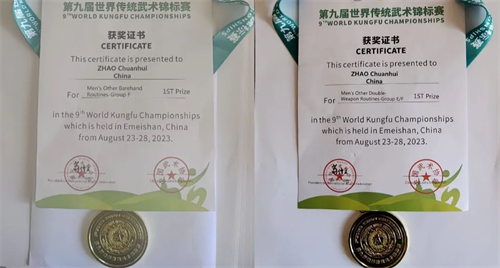 第九届世界传统武术锦标赛
9TH WORLD KUNGFU CHAMPIONSHIPS
获奖证书
CERTIFICATE
This certificate is presented to
ZHAO Chuanhui
China
For
Men's Other Barehand
Routines-Group F
1ST Prize
in the 9th World Kungfu Championships
which is held in Emeishan, China
from August 23-28, 2023.
第九届世界传统武术锦标赛
9TH WORLD KUNGFU CHAMPIONSHIPS
获奖证书
CERTIFICATE
This certificate is presented to
ZHAO Chuanhui
China
For
Men's Other Double-
Weapon Routines-Group E/F
1ST Prize
in the 9th World Kungfu Championships
which is held in Emeishan, China
from August 23-28, 2023.